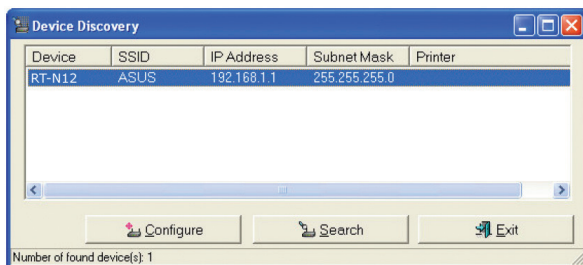 Device Discovery
Device SSID IP Address Subnet Mask Printer
RT-N12 ASUS 192.168.1.1 255.255.255.0
Configure Search Exit
Number of found device(s): 1